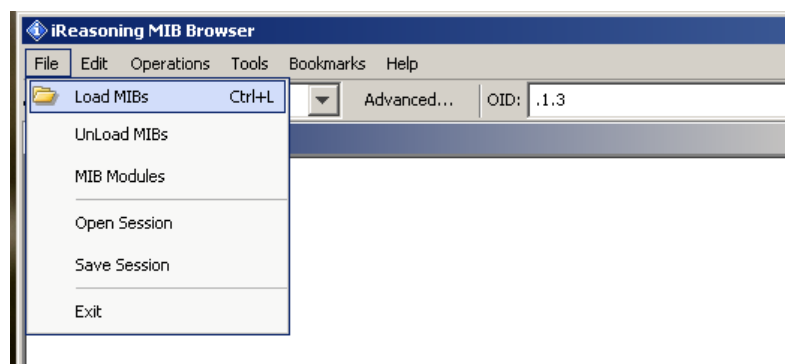 iReasoning MIB Browser
File Edit Operations Tools Bookmarks Help
Load MIBs Ctrl+L
Advanced... OID: .1.3
UnLoad MIBs
MIB Modules
Open Session
Save Session
Exit